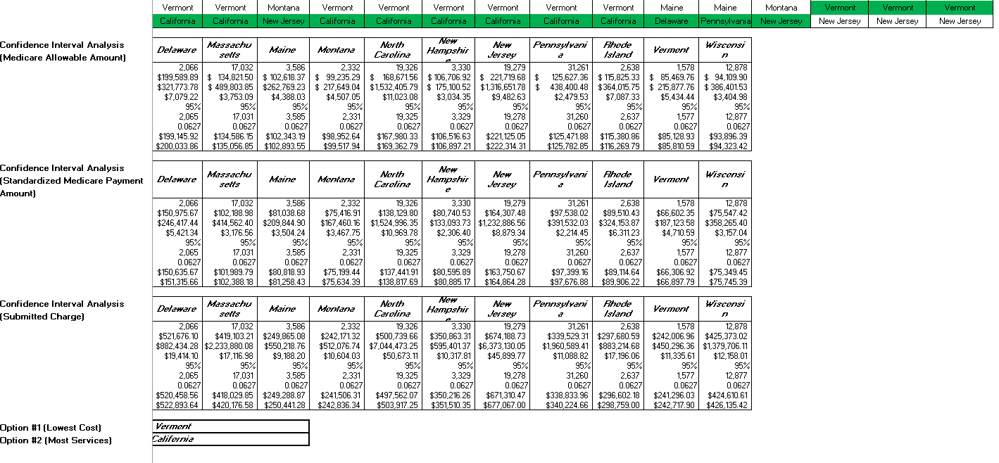 Vermont Vermont Montana Vermont Vermont Vermont Vermont Vermont Vermont Maine Maine Montana Vermont Vermont Vermont
California California New Jersey California California California California California California Delaware Pennsylvania New Jersey New Jersey New Jersey New Jersey
Confidence Interval Analysis
(Medicare Allowable Amount)
Delaware Massachusetts Maine Montana North Carolina New Hampshire New Jersey Pennsylvania Rhode Island Vermont Wisconsin
2,066 17,032 3,586 2,332 19,326 3,330 19,279 31,261 2,638 1,578 12,878
$199,589.89 $ 134,821.50 $ 102,618.37 $ 99,235.29 $ 168,671.56 $ 106,706.92 $ 221,719.68 $ 125,627.36 $ 115,825.33 $ 85,469.76 $ 94,109.90
$321,773.78 $ 489,803.85 $262,769.23 $ 217,649.04 $1,532,405.79 $ 175,100.52 $1,316,651.78 $ 438,400.48 $364,015.75 $ 215,877.76 $ 386,401.53
$7,079.22 $3,753.09 $4,388.03 $4,507.05 $11,023.08 $3,034.35 $9,482.63 $2,479.53 $7,087.33 $5,434.44 $3,404.98
95% 95% 95% 95% 95% 95% 95% 95% 95% 95% 95%
2,065 17,031 3,585 2,331 19,325 3,329 19,278 31,260 2,637 1,577 12,877
0.0627 0.0627 0.0627 0.0627 0.0627 0.0627 0.0627 0.0627 0.0627 0.0627 0.0627
$199,145.92 $134,586.15 $102,343.19 $98,952.64 $167,980.33 $106,516.63 $221,125.05 $125,471.88 $115,380.86 $85,128.93 $93,896.39
$200,033.86 $135,056.85 $102,893.55 $99,517.94 $169,362.79 $106,897.21 $222,314.31 $125,782.85 $116,269.79 $85,810.59 $94,323.42
Confidence Interval Analysis
(Standardized Medicare Payment
Amount)
Delaware Massachusetts Maine Montana North Carolina New Hampshire New Jersey Pennsylvania Rhode Island Vermont Wisconsin
2,066 17,032 3,586 2,332 19,326 3,330 19,279 31,261 2,638 1,578 12,878
$150,975.67 $102,188.98 $81,038.68 $75,416.91 $138,129.80 $80,740.53 $164,307.48 $97,538.02 $89,510.43 $66,602.35 $75,547.42
$246,417.44 $414,562.40 $209,844.90 $167,460.16 $1,524,996.35 $133,093.73 $1,232,886.56 $391,532.03 $324,153.87 $187,123.58 $358,265.40
$5,421.34 $3,176.56 $3,504.24 $3,467.75 $10,969.78 $2,306.40 $8,879.34 $2,214.45 $6,311.23 $4,710.59 $3,157.04
95% 95% 95% 95% 95% 95% 95% 95% 95% 95% 95%
2,065 17,031 3,585 2,331 19,325 3,329 19,278 31,260 2,637 1,577 12,877
0.0627 0.0627 0.0627 0.0627 0.0627 0.0627 0.0627 0.0627 0.0627 0.0627 0.0627
$150,635.67 $101,989.79 $80,818.93 $75,199.44 $137,441.91 $80,595.89 $163,750.67 $97,399.16 $89,114.64 $66,306.92 $75,349.45
$151,315.66 $102,388.18 $81,258.43 $75,634.39 $138,817.69 $80,885.17 $164,864.28 $97,676.88 $89,906.22 $66,897.79 $75,745.39
Confidence Interval Analysis
(Submitted Charge)
Delaware Massachusetts Maine Montana North Carolina New Hampshire New Jersey Pennsylvania Rhode Island Vermont Wisconsin
2,066 17,032 3,586 2,332 19,326 3,330 19,279 31,261 2,638 1,578 12,878
$521,676.10 $419,103.21 $249,865.08 $242,171.32 $500,739.66 $350,863.31 $674,188.73 $339,529.31 $297,680.59 $242,006.96 $425,373.02
$882,434.28 $2,233,880.08 $550,218.76 $512,076.74 $7,044,473.25 $595,401.37 $6,373,130.05 $1,960,589.41 $883,214.68 $450,296.36 $1,379,706.11
$19,414.10 $17,116.98 $9,188.20 $10,604.03 $50,673.11 $10,317.81 $45,899.77 $11,088.82 $17,196.06 $11,335.61 $12,158.01
95% 95% 95% 95% 95% 95% 95% 95% 95% 95% 95%
2,065 17,031 3,585 2,331 19,325 3,329 19,278 31,260 2,637 1,577 12,877
0.0627 0.0627 0.0627 0.0627 0.0627 0.0627 0.0627 0.0627 0.0627 0.0627 0.0627
$520,458.56 $418,029.85 $249,288.87 $241,506.31 $497,562.07 $350,216.26 $671,310.47 $338,833.96 $296,602.18 $241,296.03 $424,610.61
$522,893.64 $420,176.58 $250,441.28 $242,836.34 $503,917.25 $351,510.35 $677,067.00 $340,224.66 $298,759.00 $242,717.90 $426,135.42
Option #1 (Lowest Cost) Vermont
Option #2 (Most Services) California